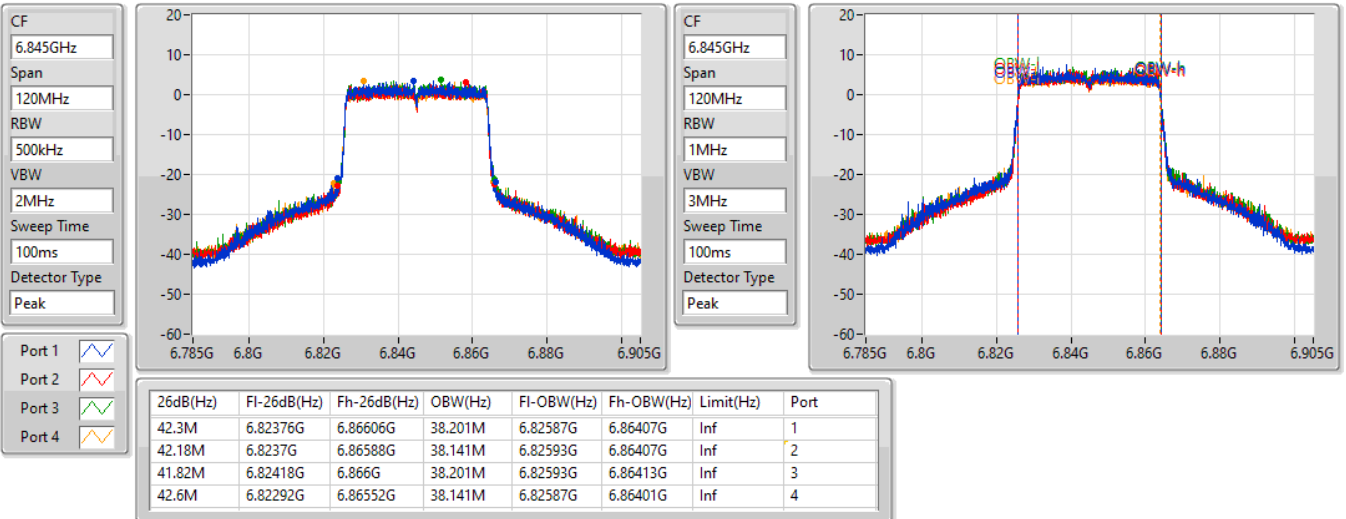 CF
6.845GHz
Span
120MHz
RBW
500kHz
VBW
2MHz
Sweep Time
100ms
Detector Type
Peak
20
10
0
-10
-20
-30
-40
-50
-60
6.785G 6.8G 6.82G 6.84G 6.86G 6.88G 6.905G
CF
6.845GHz
Span
120MHz
RBW
1MHz
VBW
3MHz
Sweep Time
100ms
Detector Type
Peak
20
10
0
-10
-20
-30
-40
-50
-60
OBW-h
6.785G 6.8G 6.82G 6.84G 6.86G 6.88G 6.905G
Port 1
Port 2
Port 3
Port 4
26dB(Hz) Fl-26dB(Hz) Fh-26dB(Hz) OBW(Hz) Fl-OBW(Hz) Fh-OBW(Hz) Limit(Hz) Port
42.3M 6.82376G 6.86606G 38.201M 6.82587G 6.86407G Inf 1
42.18M 6.8237G 6.86588G 38.141M 6.82593G 6.86407G Inf 2
41.82M 6.82418G 6.866G 38.201M 6.82593G 6.86413G Inf 3
42.6M 6.82292G 6.86552G 38.141M 6.82587G 6.86401G Inf 4